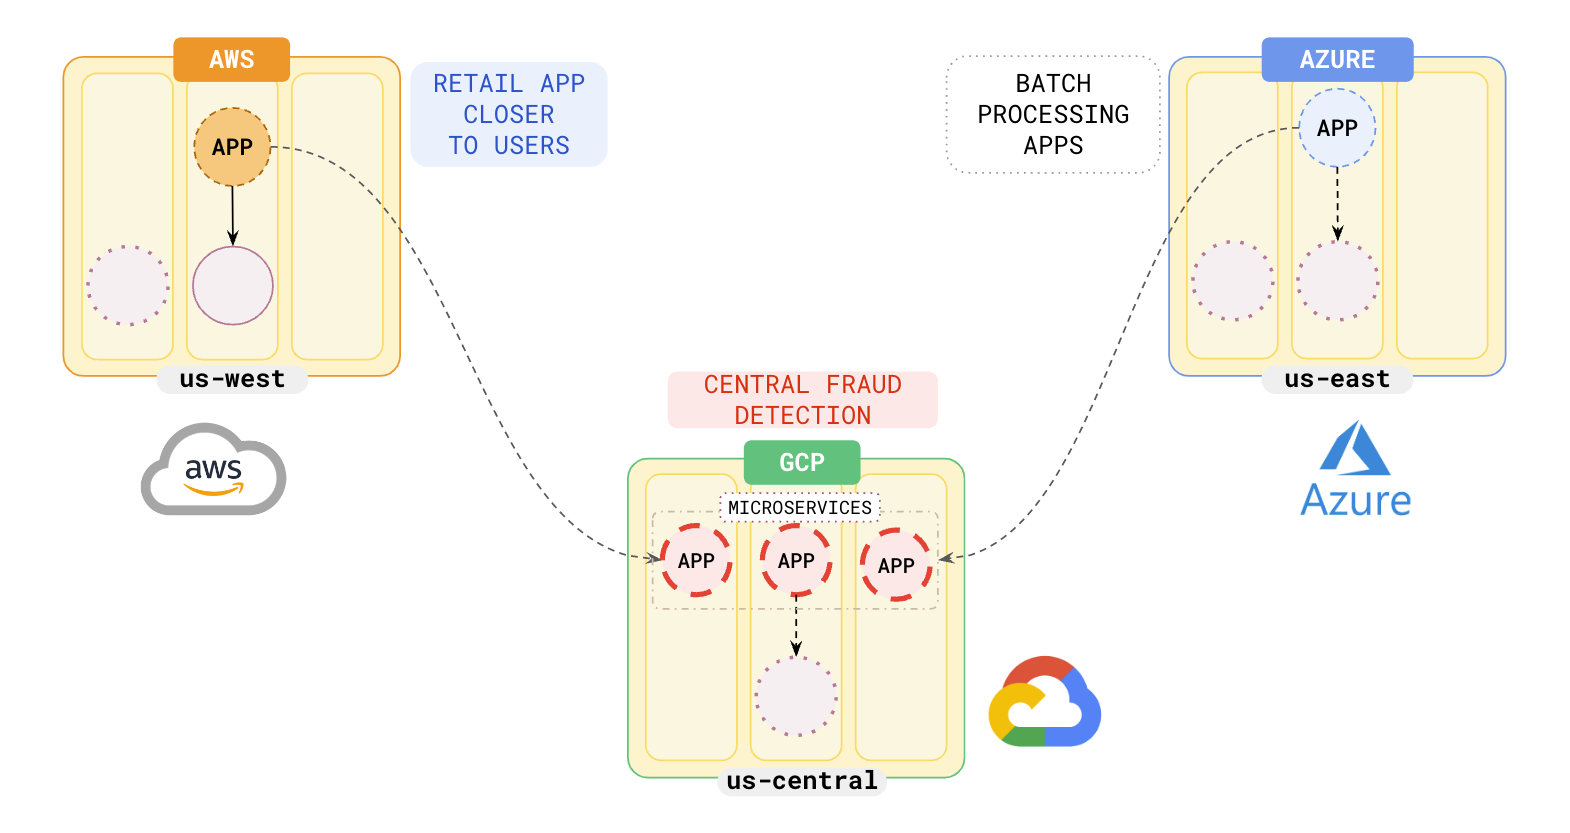 AWS
RETAIL APP
CLOSER
TO USERS
APP
us-west
aws
BATCH
PROCESSING
APPS
AZURE
APP
us-east
Azure
CENTRAL FRAUD
DETECTION
GCP
MICROSERVICES
APP
APP
APP
us-central